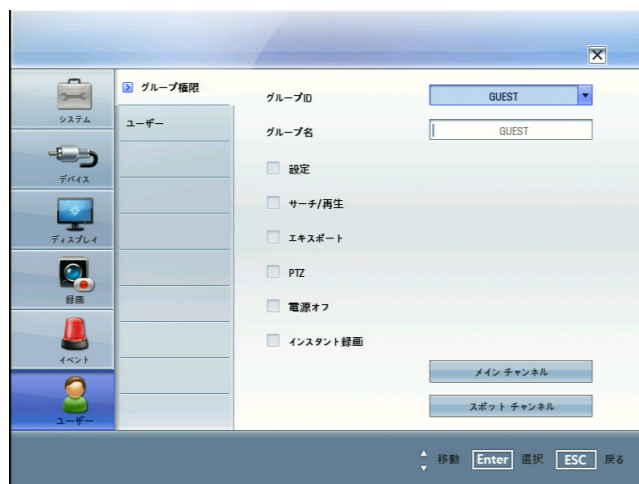 システム
デバイス
ディスプレイ
録画
イベント
ユーザー
グループ権限
ユーザー
グループID
GUEST
グループ名
GUEST
設定
サーチ/再生
エキスポート
PTZ
電源オフ
インスタント録画
メイン チャンネル
スポット チャンネル
移動 Enter 選択 ESC 戻る